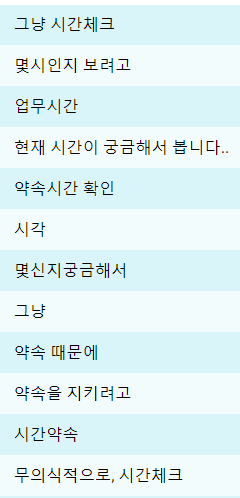 그냥 시간체크
몇시인지 보려고
업무시간
현재 시간이 궁금해서 봅니다..
약속시간 확인
시각
몇신지궁금해서
그냥
약속 때문에
약속을 지키려고
시간약속
무의식적으로, 시간체크